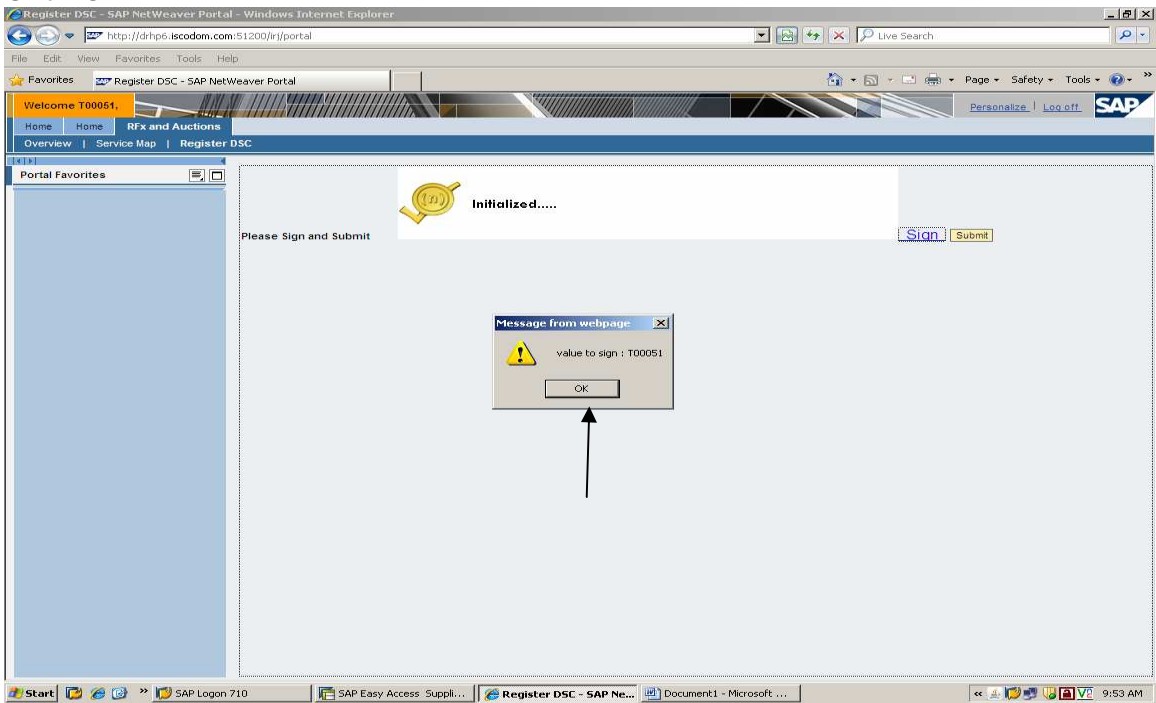 Register DSC - SAP NetWeaver Portal - Windows Internet Explorer
http://drhp6.iscodom.com:51200/irj/portal
Live Search
File Edit View Favorites Tools Help
Favorites Register DSC - SAP NetWeaver Portal
Page Safety Tools
Welcome T00051,
Personalize Log off SAP
Home Home RFx and Auctions
Overview | Service Map | Register DSC
Portal Favorites
(n) Initialized.....
Please Sign and Submit Sign Submit
Message from webpage
value to sign : T00051
OK
Start SAP Logon 710 SAP Easy Access Suppli... Register DSC - SAP Ne... Document1 - Microsoft ... 9:53 AM